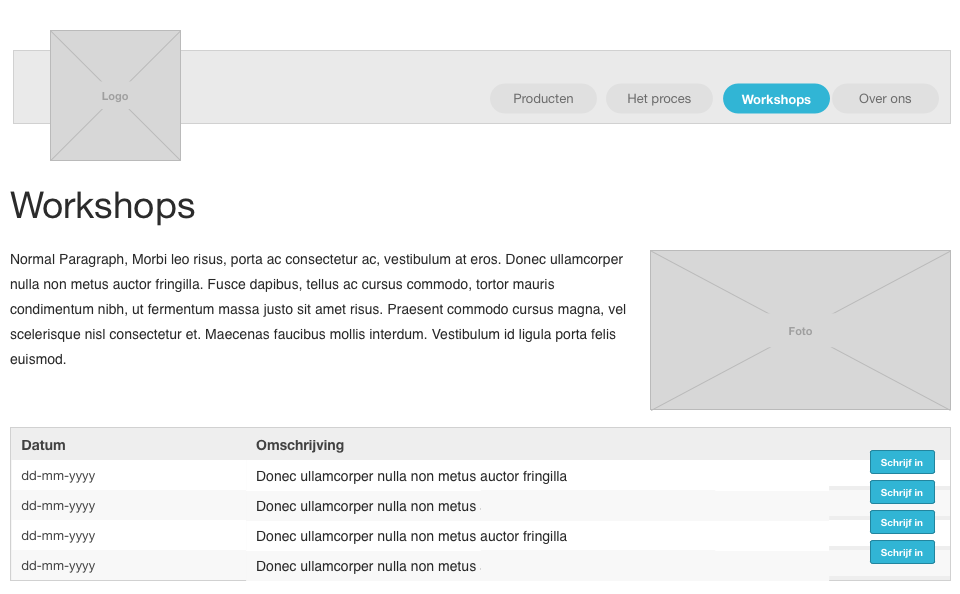 Logo
Producten Het proces Workshops Over ons
Workshops
Normal Paragraph, Morbi leo risus, porta ac consectetur ac, vestibulum at eros. Donec ullamcorper
nulla non metus auctor fringilla. Fusce dapibus, tellus ac cursus commodo, tortor mauris
condimentum nibh, ut fermentum massa justo sit amet risus. Praesent commodo cursus magna, vel
scelerisque nisl consectetur et. Maecenas faucibus mollis interdum. Vestibulum id ligula porta felis
euismod.
Foto
Datum Omschrijving
dd-mm-yyyy Donec ullamcorper nulla non metus auctor fringilla Schrijf in
dd-mm-yyyy Donec ullamcorper nulla non metus Schrijf in
dd-mm-yyyy Donec ullamcorper nulla non metus auctor fringilla Schrijf in
dd-mm-yyyy Donec ullamcorper nulla non metus Schrijf in